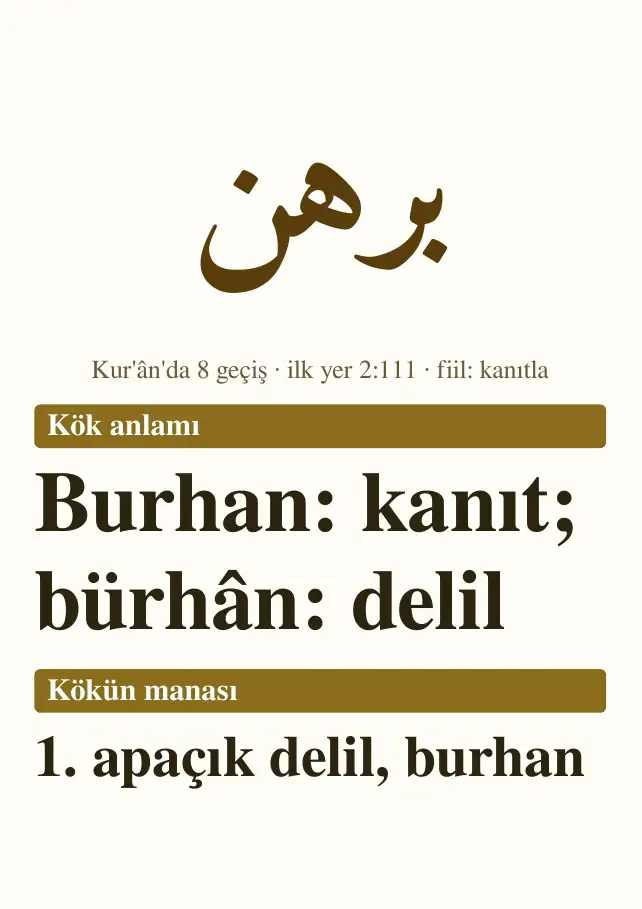 برهن
Kur'ân'da 8 geçiş · ilk yer 2:111 · fiil: kanıtla
Kök anlamı
Burhan: kanıt;
bürhân: delil
Kökün manası
1. apaçık delil, burhan